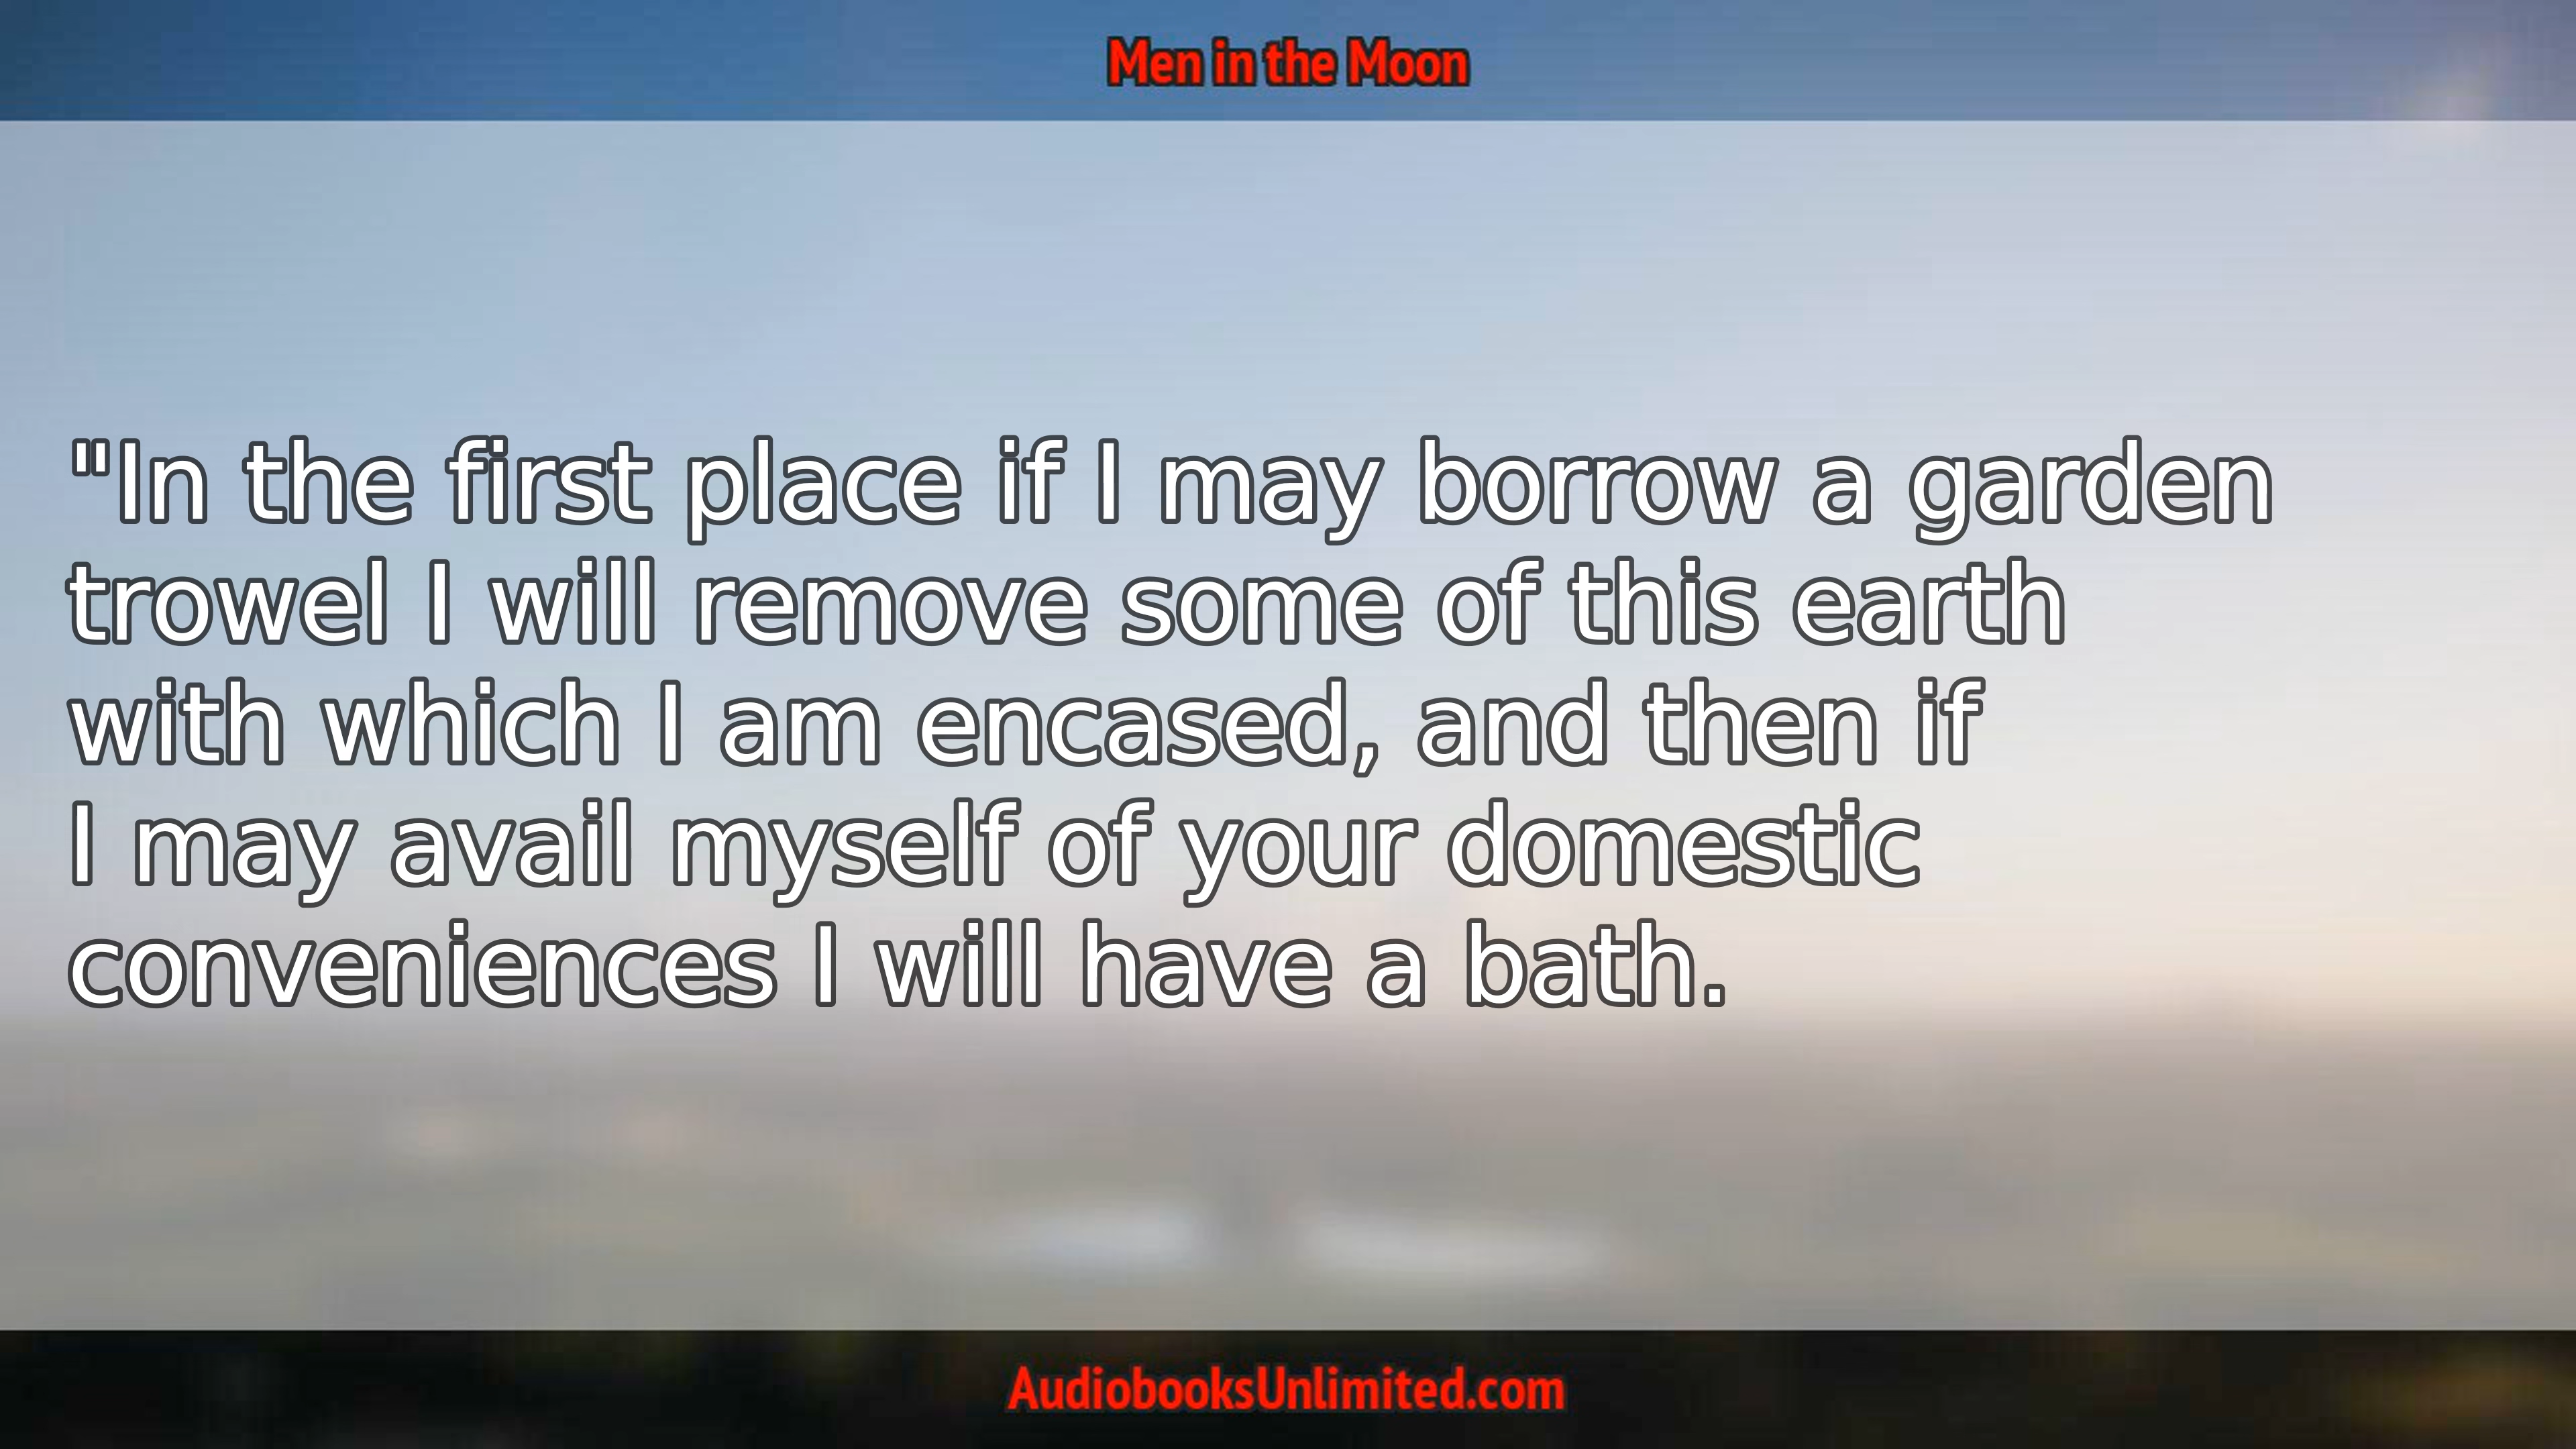 Men in the Moon
"In the first place if I may borrow a garden
trowel I will remove some of this earth
with which I am encased, and then if
I may avail myself of your domestic
conveniences I will have a bath.
AudiobooksUnlimited.com